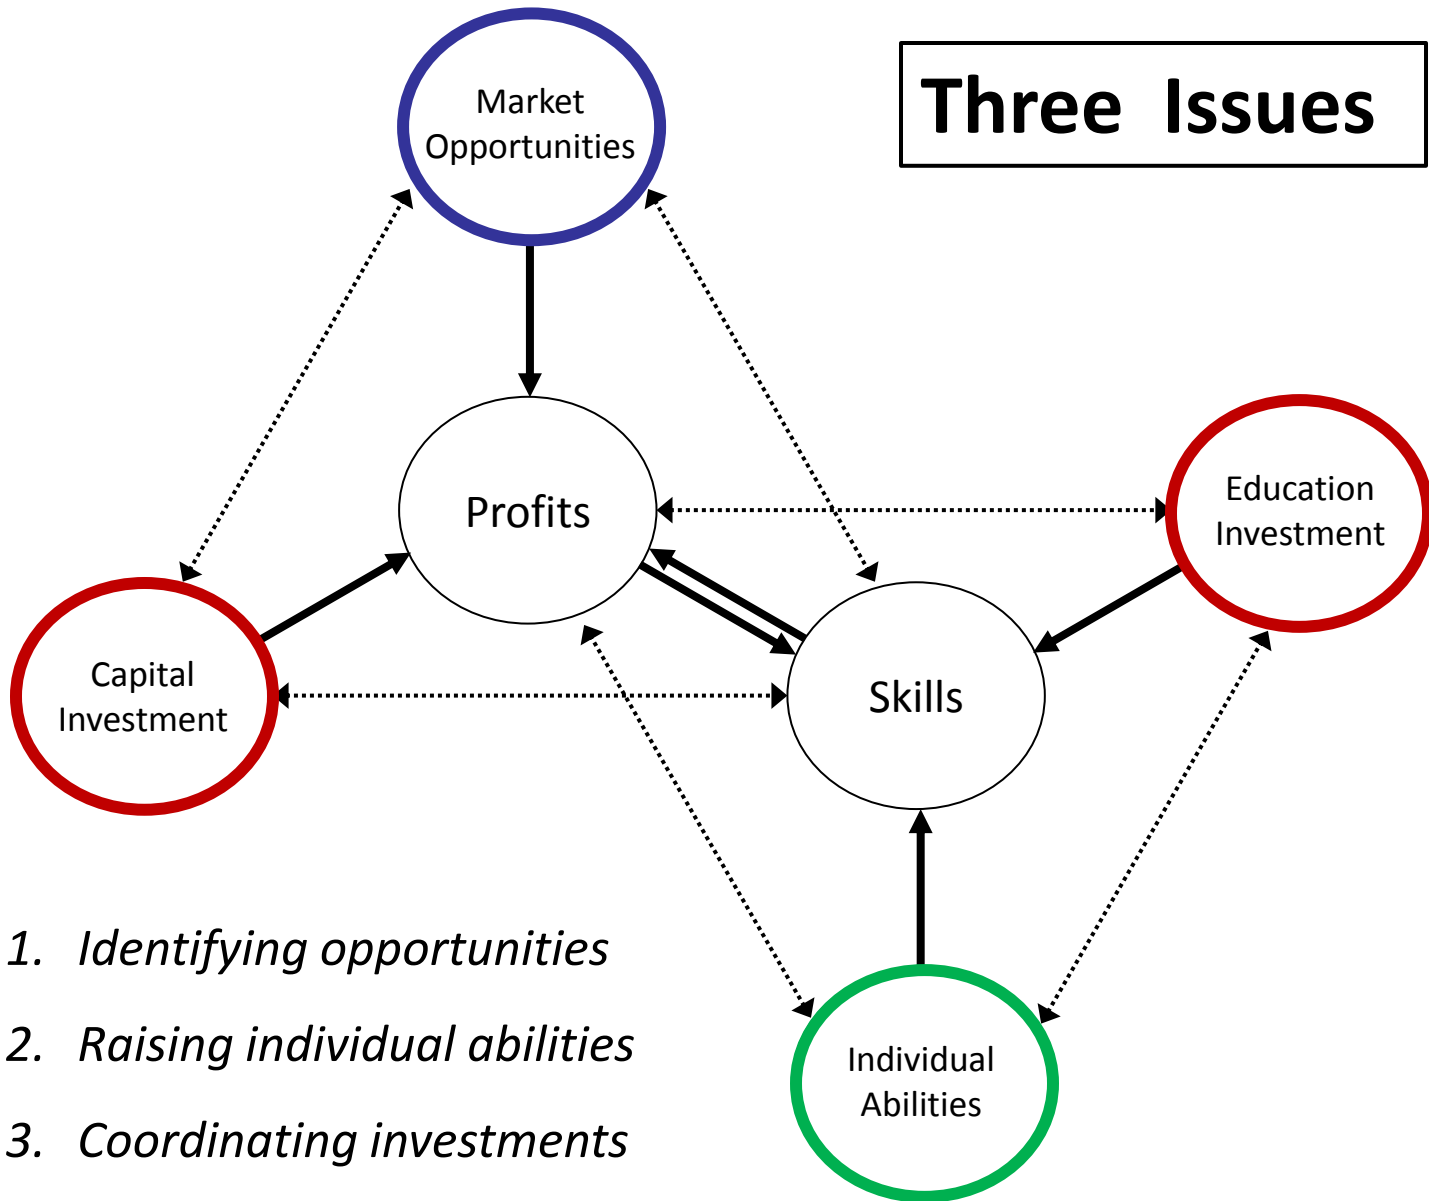 Three Issues
Market
Opportunities
Profits
Education
Investment
Capital
Investment
Skills
Individual
Abilities
1. Identifying opportunities
2. Raising individual abilities
3. Coordinating investments